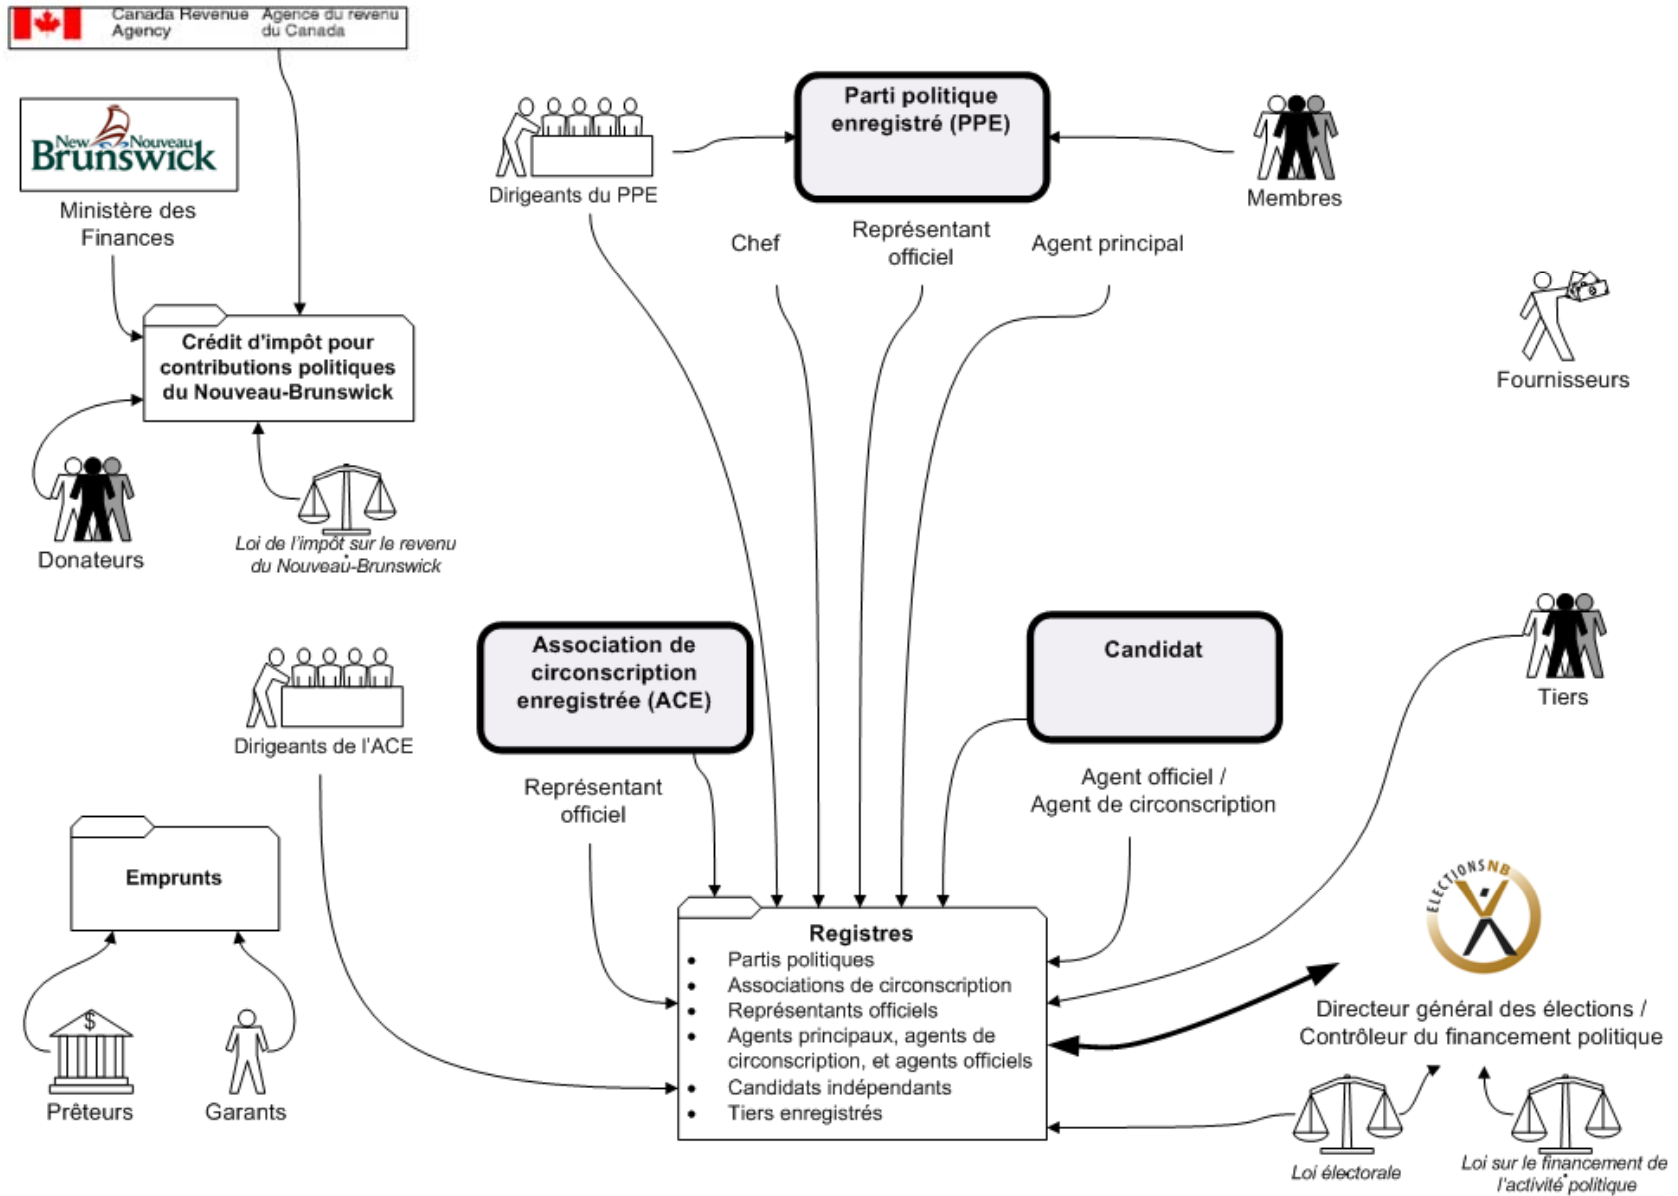 Canada Revenue
Agency
Agence du revenu
du Canada
New Nouveau
Brunswick
Ministère des
Finances
Crédit d'impôt pour
contributions politiques
du Nouveau-Brunswick
Donateurs
Loi de l'impôt sur le revenu
du Nouveau-Brunswick
Dirigeants du PPE
Parti politique
enregistré (PPE)
Membres
Chef
Représentant
officiel
Agent principal
Fournisseurs
Dirigeants de l'ACE
Association de
circonscription
enregistrée (ACE)
Représentant
officiel
Candidat
Agent officiel /
Agent de circonscription
Tiers
Emprunts
$
Prêteurs
Garants
Registres
• Partis politiques
• Associations de circonscription
• Représentants officiels
• Agents principaux, agents de
circonscription, et agents officiels
• Candidats indépendants
• Tiers enregistrés
ELECTIONS NB
Directeur général des élections /
Contrôleur du financement politique
Loi électorale
Loi sur le financement de
l'activité politique